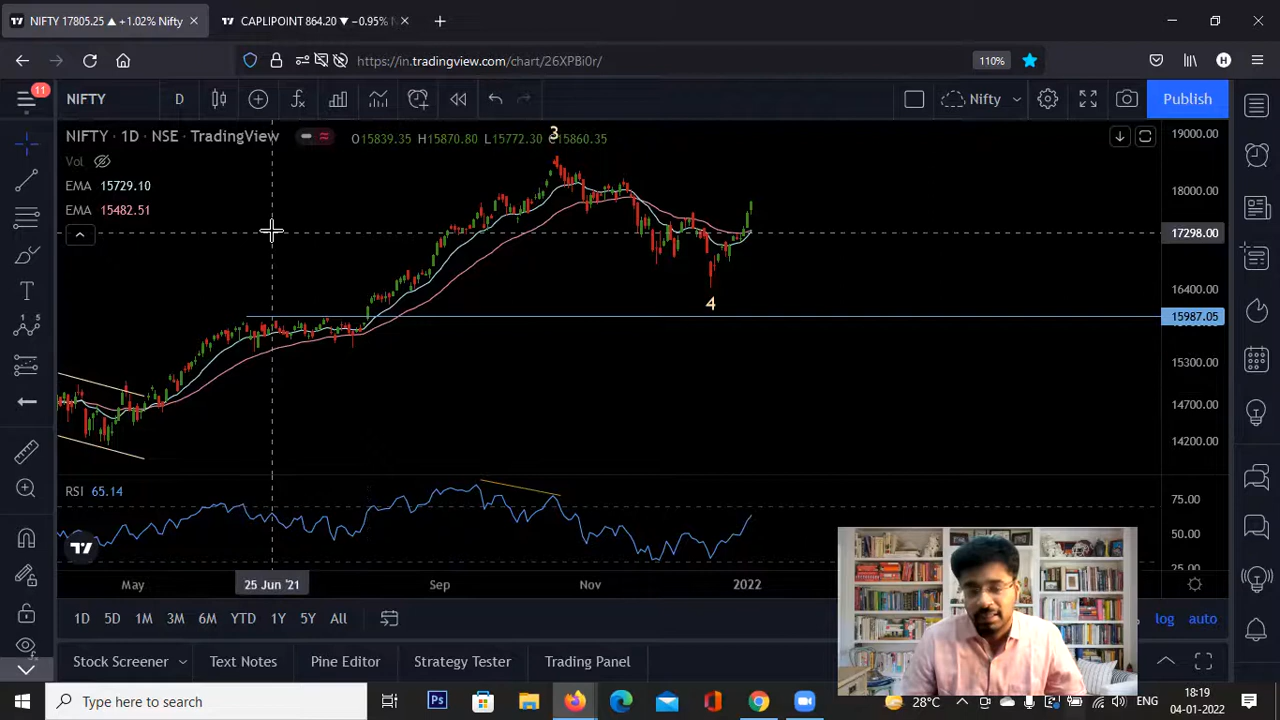 NIFTY 17805.25 ▲ +1.02% Nifty
CAPLIPOINT 864.20 ▼ −0.95% N
https://in.tradingview.com/chart/26XPBi0r/
110%
H
11
NIFTY
D
Nifty
Publish
NIFTY · 1D · NSE · TradingView
O15839.35 H15870.80 L15772.30 C15860.35
3
Vol
EMA 15729.10
EMA 15482.51
4
19000.00
18000.00
17298.00
16400.00
15987.05
15300.00
14700.00
14200.00
RSI 65.14
75.00
50.00
25.00
May
25 Jun '21
Sep
Nov
2022
1D 5D 1M 3M 6M YTD 1Y 5Y All
log auto
Stock Screener
Text Notes
Pine Editor
Strategy Tester
Trading Panel
Type here to search
Ps
28°C
ENG
18:19
04-01-2022